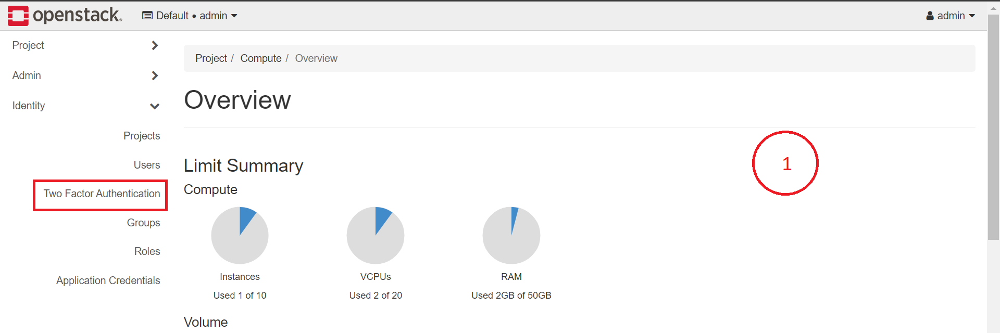 openstack.
Default • admin
admin
Project
Admin
Identity
Projects
Users
Two Factor Authentication
Groups
Roles
Application Credentials
Project / Compute / Overview
Overview
1
Limit Summary
Compute
Instances
Used 1 of 10
VCPUs
Used 2 of 20
RAM
Used 2GB of 50GB
Volume